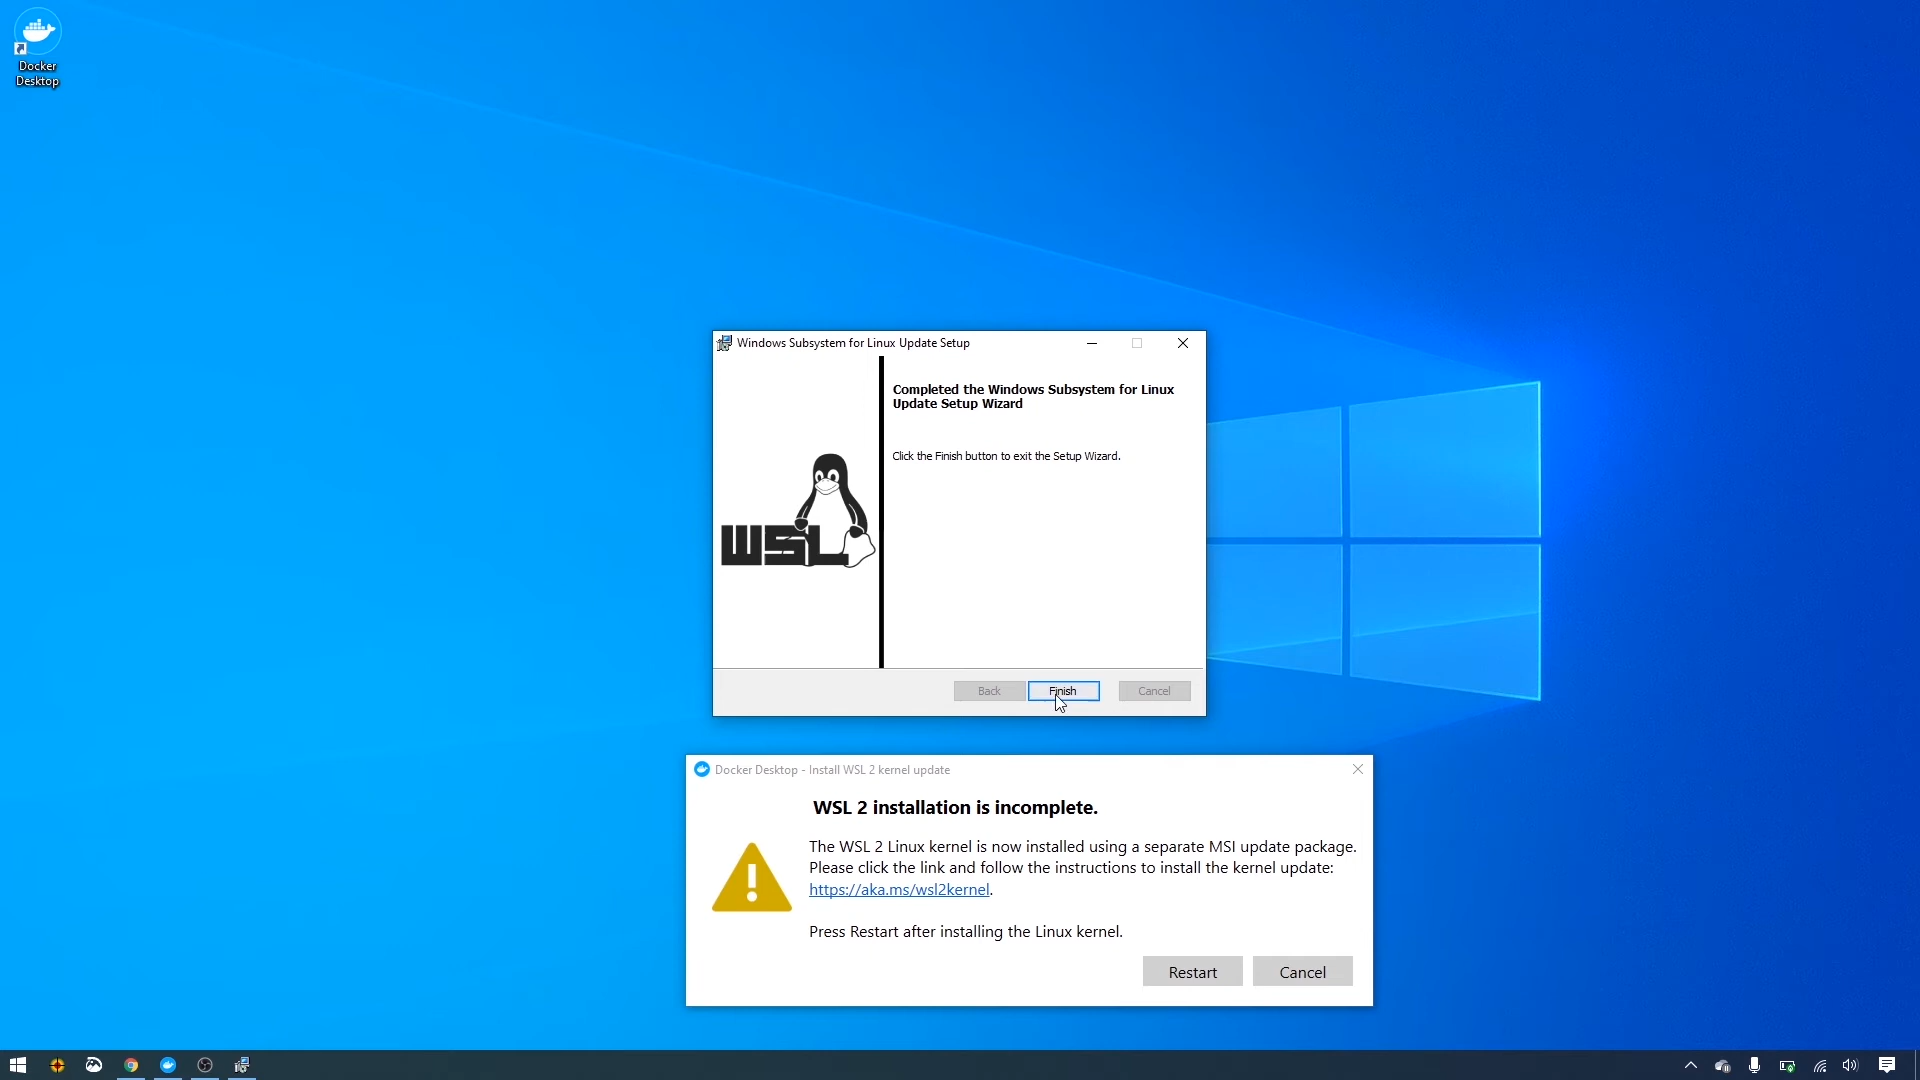 Docker
Desktop
Windows Subsystem for Linux Update Setup
Completed the Windows Subsystem for Linux
Update Setup Wizard
Click the Finish button to exit the Setup Wizard.
WSL
Back
Finish
Cancel
Docker Desktop - Install WSL 2 kernel update
WSL 2 installation is incomplete.
The WSL 2 Linux kernel is now installed using a separate MSI update package.
Please click the link and follow the instructions to install the kernel update:
https://aka.ms/wsl2kernel.
Press Restart after installing the Linux kernel.
Restart
Cancel